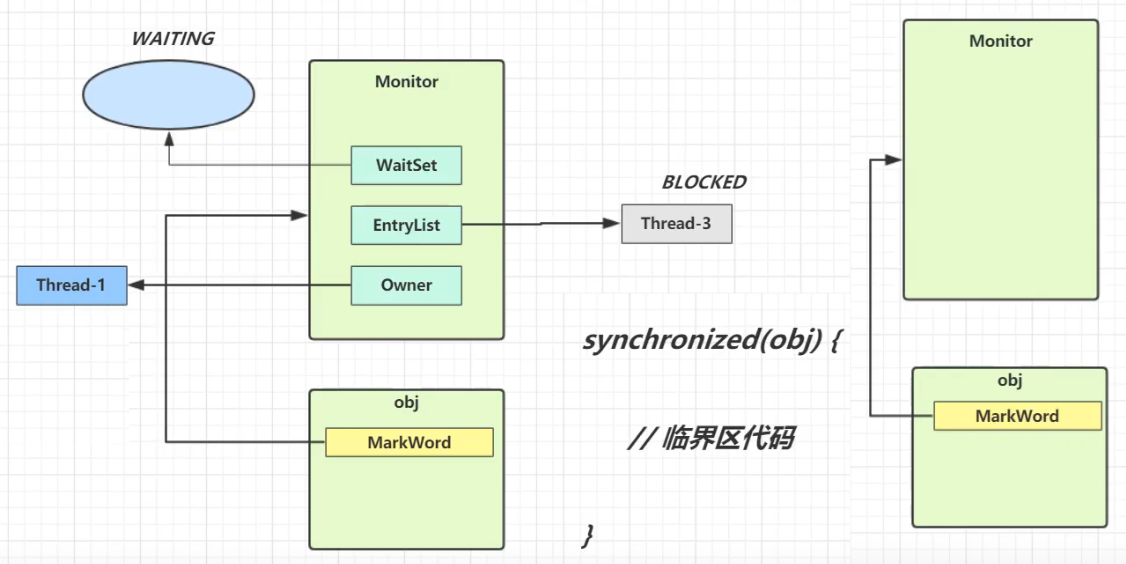 WAITING
Monitor
WaitSet
EntryList
Owner
Thread-1
BLOCKED
Thread-3
obj
MarkWord
synchronized(obj) {
// 临界区代码
}
Monitor
obj
MarkWord